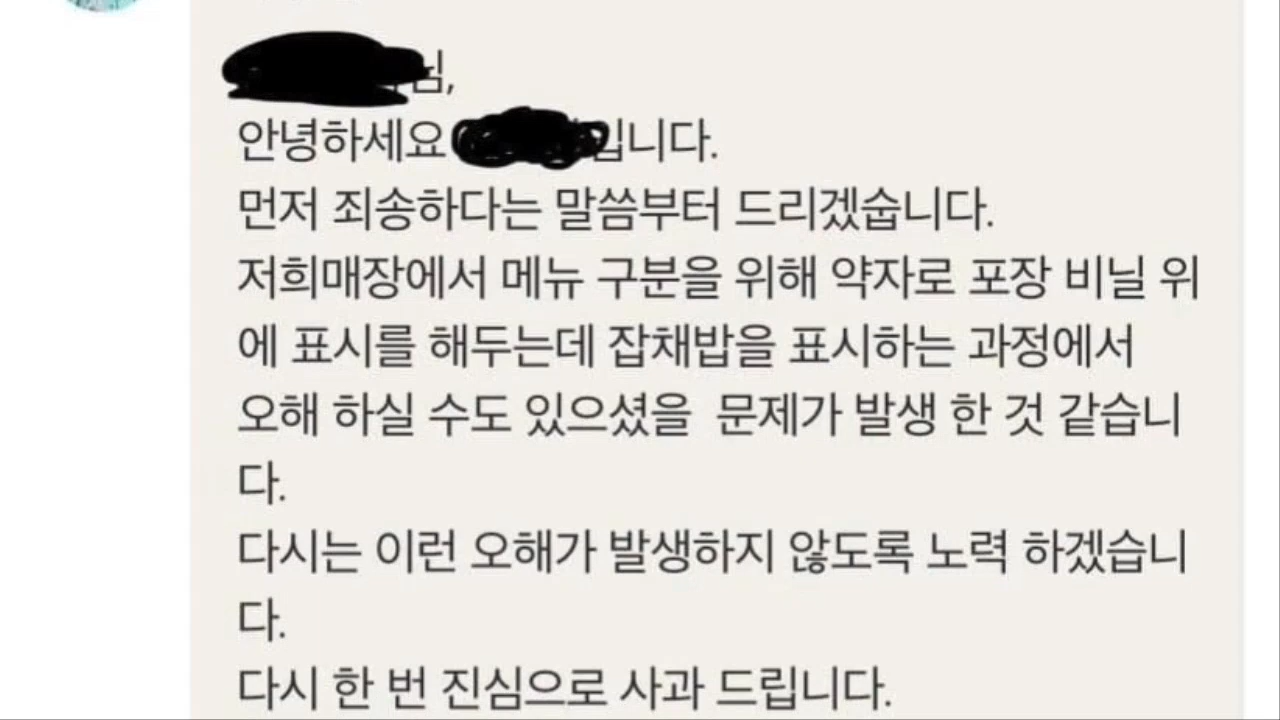 님,
안녕하세요 입니다.
먼저 죄송하다는 말씀부터 드리겠숩니다.
저희매장에서 메뉴 구분을 위해 약자로 포장 비닐 위
에 표시를 해두는데 잡채밥을 표시하는 과정에서
오해 하실 수도 있으셨을 문제가 발생 한 것 같습니
다.
다시는 이런 오해가 발생하지 않도록 노력 하겠습니
다.
다시 한 번 진심으로 사과 드립니다.